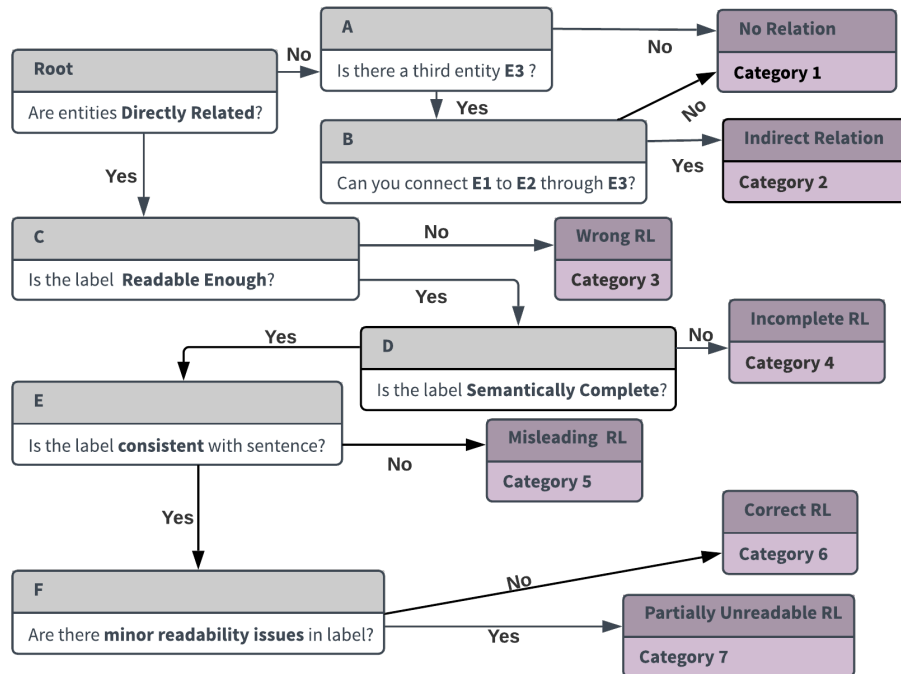 Root
Are entities Directly Related?
No
A
Is there a third entity E3 ?
No
No Relation
Category 1
Yes
B
Can you connect E1 to E2 through E3?
No
Yes
Indirect Relation
Category 2
Yes
C
Is the label Readable Enough?
No
Wrong RL
Category 3
Yes
D
Is the label Semantically Complete?
No
Incomplete RL
Category 4
Yes
E
Is the label consistent with sentence?
No
Misleading RL
Category 5
Yes
F
Are there minor readability issues in label?
No
Correct RL
Category 6
Yes
Partially Unreadable RL
Category 7